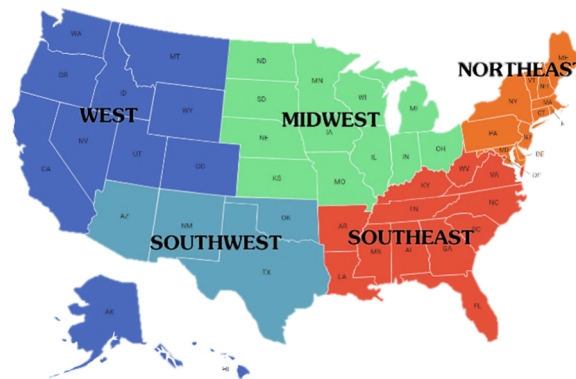 WA
MT
ND
MN
ME
OR
ID
SD
WI
MI
VT
NH
NORTHEAST
WEST
WY
MIDWEST
NY
MA
CT
NV
NE
IA
PA
NJ
CA
UT
CO
IL
IN
OH
MD
DE
KS
MO
KY
WV
VA
AZ
NM
OK
AR
TN
NC
SOUTHWEST
SOUTHEAST
SC
TX
LA
MS
AL
GA
AK
FL
HI